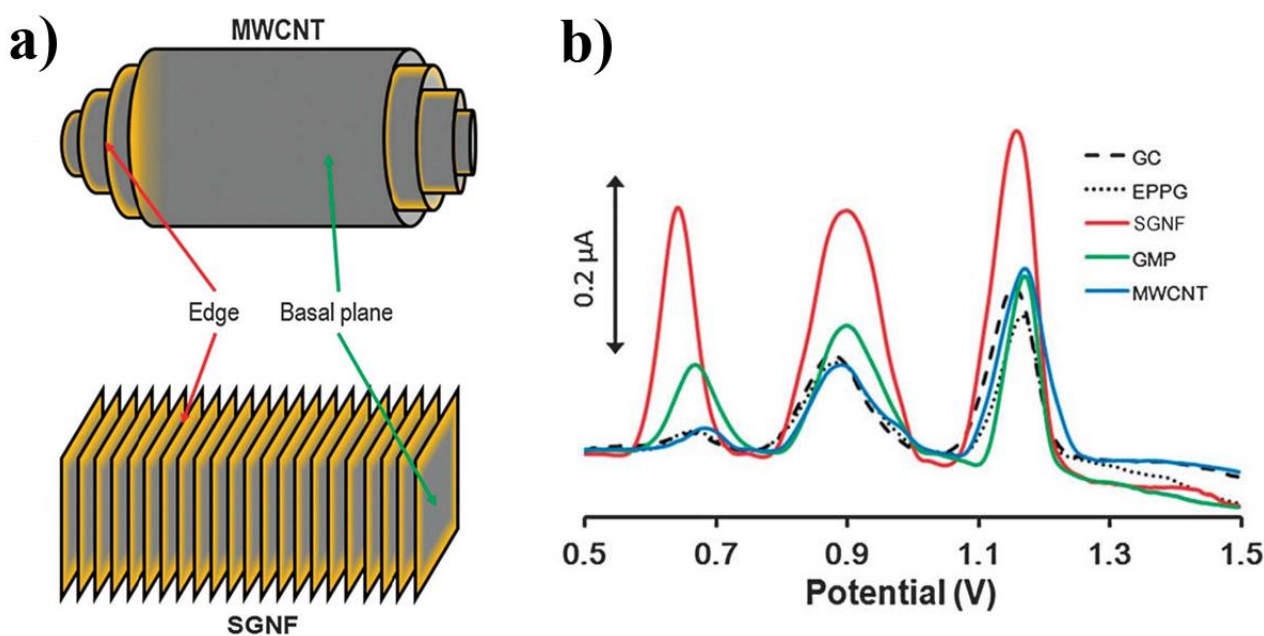 a)
MWCNT
Edge
Basal plane
SGNF
b)
0.2 µA
GC
EPPG
SGNF
GMP
MWCNT
0.5 0.7 0.9 1.1 1.3 1.5
Potential (V)